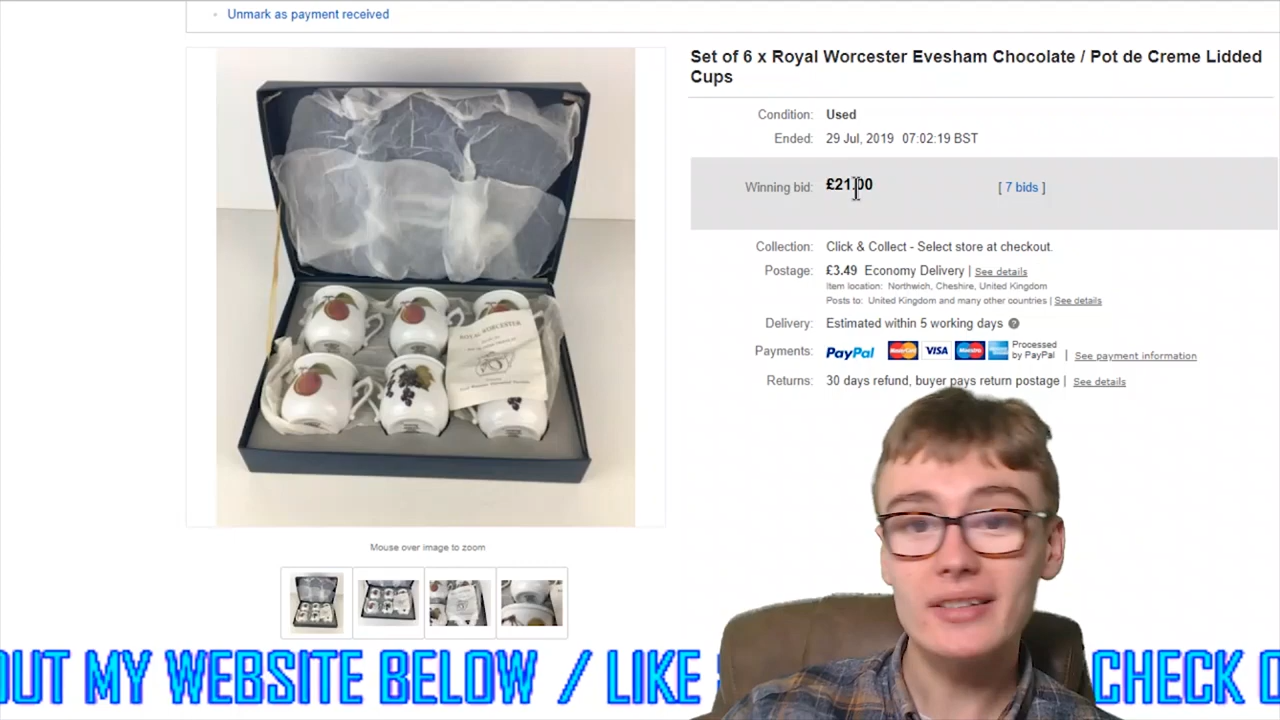 Unmark as payment received
Set of 6 x Royal Worcester Evesham Chocolate / Pot de Creme Lidded
Cups
Condition: Used
Ended: 29 Jul, 2019 07:02:19 BST
Winning bid: £21.00 [ 7 bids ]
Collection: Click & Collect - Select store at checkout.
Postage: £3.49 Economy Delivery | See details
Item location: Northwich, Cheshire, United Kingdom
Posts to: United Kingdom and many other countries | See details
Delivery: Estimated within 5 working days
Payments: PayPal MasterCard VISA Maestro Processed by PayPal | See payment information
Returns: 30 days refund, buyer pays return postage | See details
ROYAL WORCESTER
Mouse over image to zoom
OUT MY WEBSITE BELOW / LIKE CHECK O